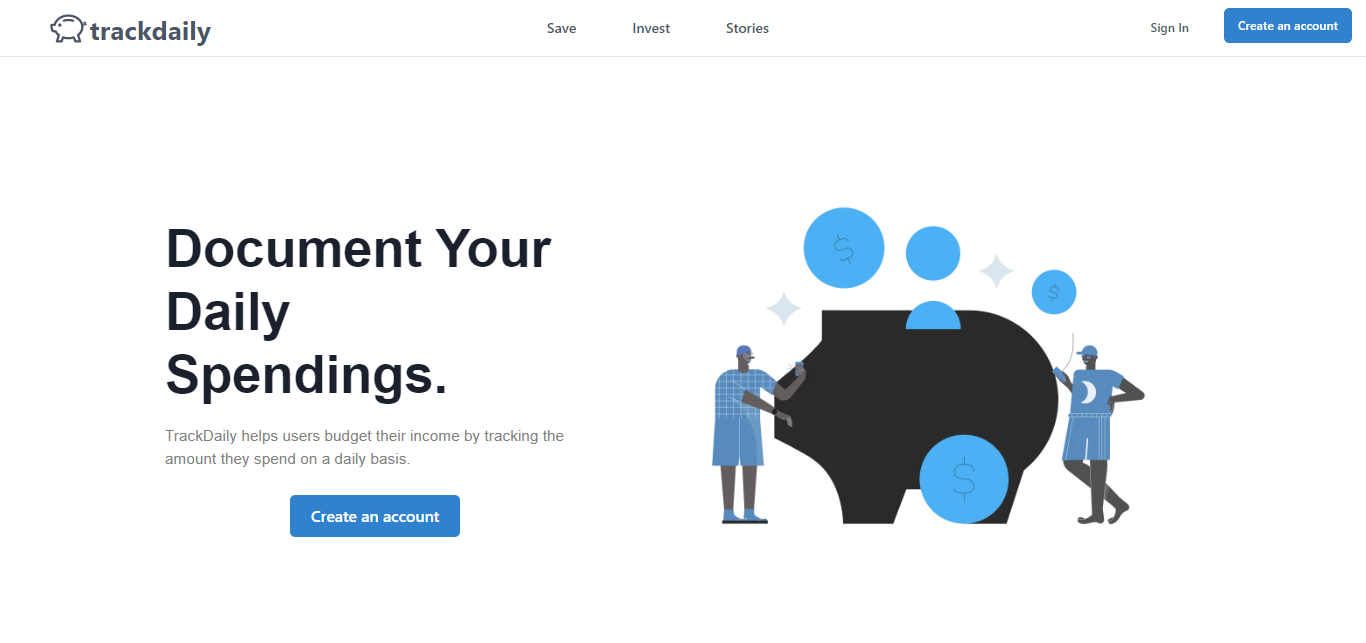 trackdaily
Save
Invest
Stories
Sign In
Create an account
Document Your
Daily
Spendings.
TrackDaily helps users budget their income by tracking the
amount they spend on a daily basis.
Create an account
$
$
$